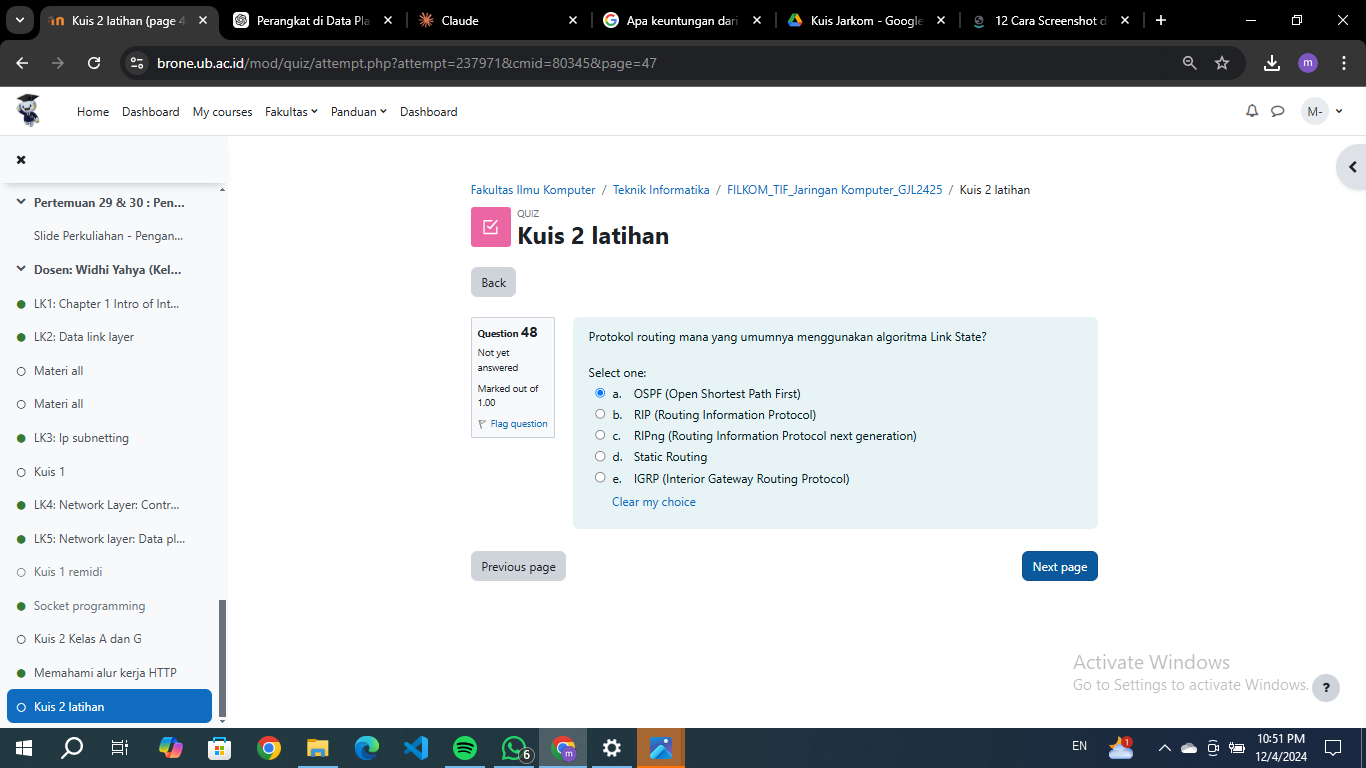 Kuis 2 latihan (page 4
Perangkat di Data Pla
Claude
Apa keuntungan dari
Kuis Jarkom - Google
12 Cara Screenshot d
brone.ub.ac.id/mod/quiz/attempt.php?attempt=237971&cmid=80345&page=47
m
Home Dashboard My courses Fakultas Panduan Dashboard
M-
Pertemuan 29 & 30 : Pen...
Slide Perkuliahan - Pengan...
Dosen: Widhi Yahya (Kel...
LK1: Chapter 1 Intro of Int...
LK2: Data link layer
Materi all
Materi all
LK3: Ip subnetting
Kuis 1
LK4: Network Layer: Contr...
LK5: Network layer: Data pl...
Kuis 1 remidi
Socket programming
Kuis 2 Kelas A dan G
Memahami alur kerja HTTP
Kuis 2 latihan
Fakultas Ilmu Komputer / Teknik Informatika / FILKOM_TIF_Jaringan Komputer_GJL2425 / Kuis 2 latihan
QUIZ
Kuis 2 latihan
Back
Question 48
Not yet
answered
Marked out of
1.00
Flag question
Protokol routing mana yang umumnya menggunakan algoritma Link State?
Select one:
a. OSPF (Open Shortest Path First)
b. RIP (Routing Information Protocol)
c. RIPng (Routing Information Protocol next generation)
d. Static Routing
e. IGRP (Interior Gateway Routing Protocol)
Clear my choice
Previous page
Next page
Activate Windows
Go to Settings to activate Windows.
?
6
m
EN
1
10:51 PM
12/4/2024